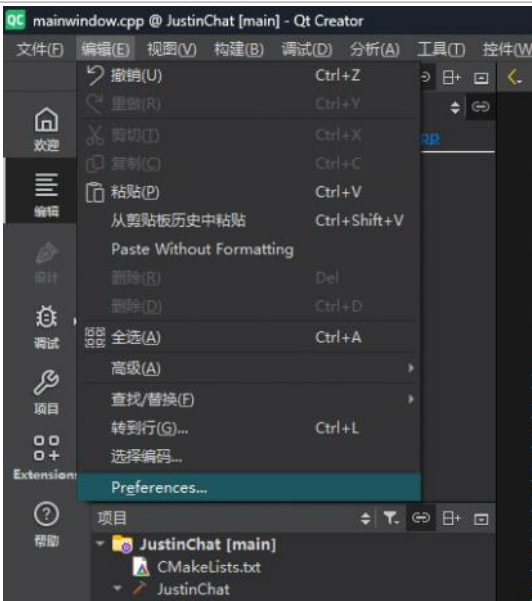 QC mainwindow.cpp @ JustinChat [main] - Qt Creator
文件(F) 编辑(E) 视图(V) 构建(B) 调试(D) 分析(A) 工具(T) 控件(W
撤销(U) Ctrl+Z
重做(R) Ctrl+Y
欢迎
剪切(T) Ctrl+X
复制(C) Ctrl+C
编辑
粘贴(P) Ctrl+V
从剪贴板历史中粘贴 Ctrl+Shift+V
Paste Without Formatting
设计
删除(R) Del
删除(D) Ctrl+D
调试
全选(A) Ctrl+A
高级(A)
项目
查找/替换(F)
转到行(G)... Ctrl+L
选择编码...
Extension
Preferences...
帮助
项目
JustinChat [main]
CMakeLists.txt
JustinChat